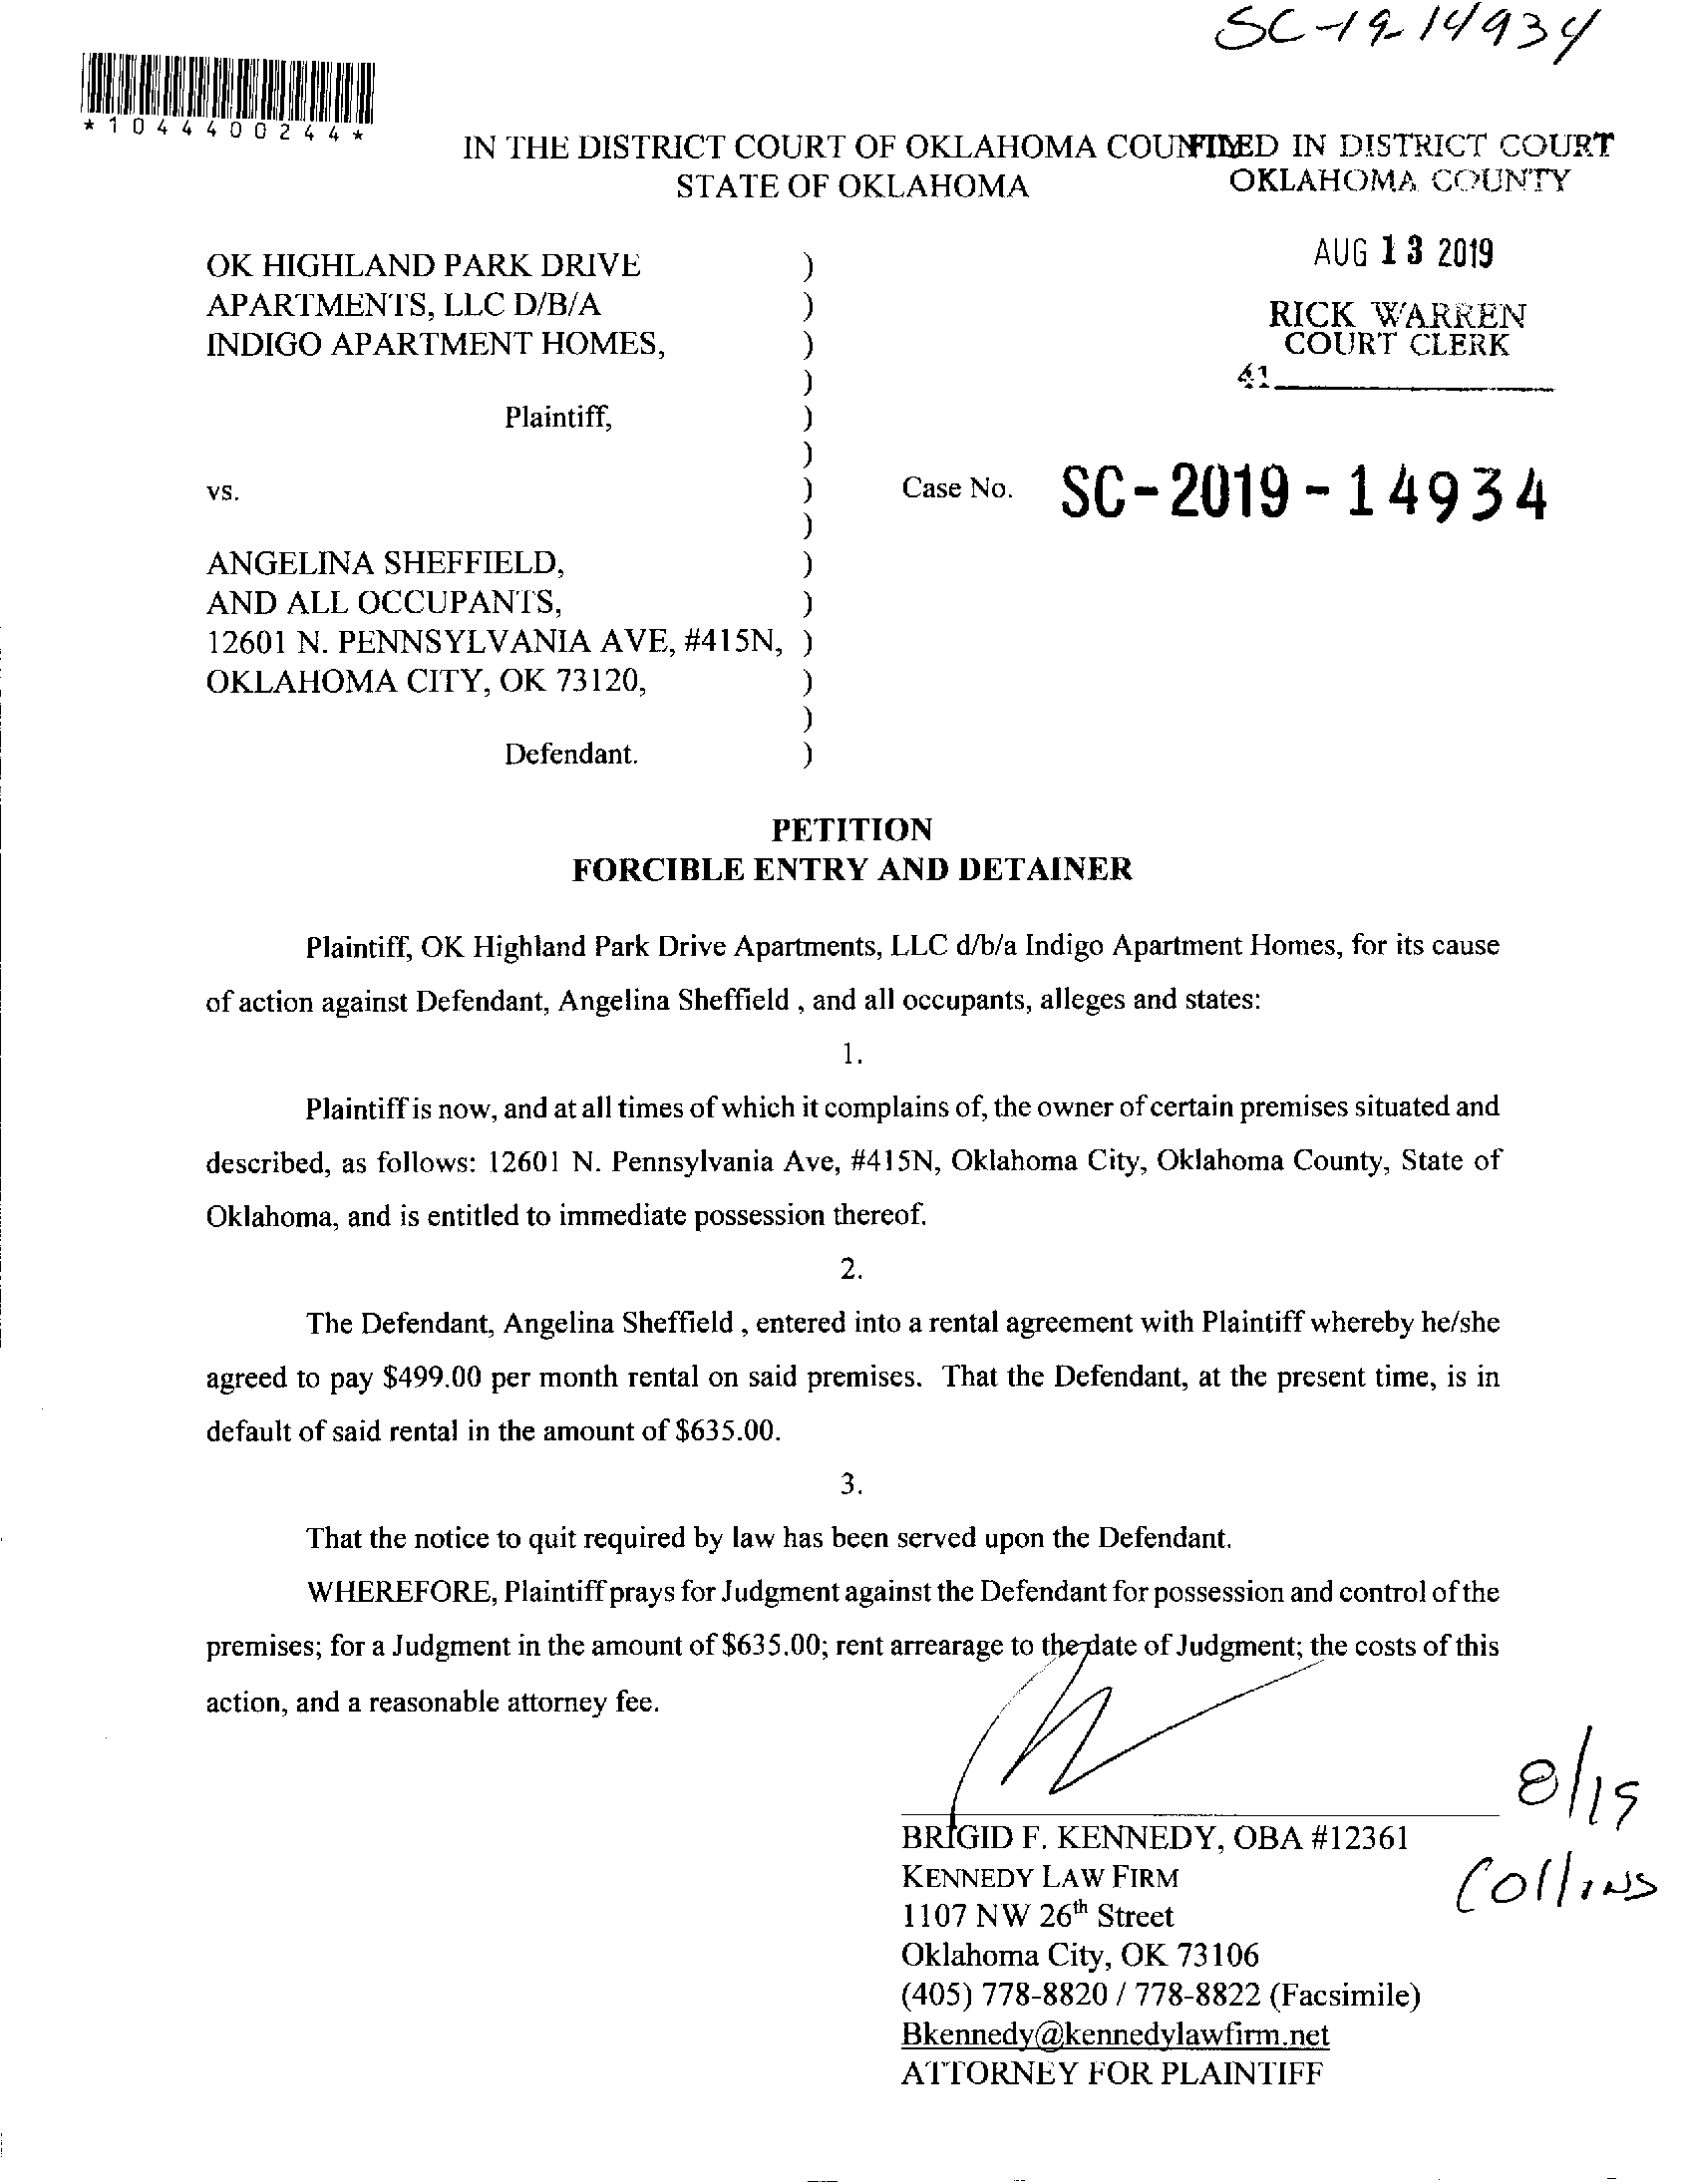 SC-19-14934
*1044400244*
IN THE DISTRICT COURT OF OKLAHOMA COUNTY
STATE OF OKLAHOMA
FILED IN DISTRICT COURT
OKLAHOMA COUNTY
AUG 13 2019
RICK WARREN
COURT CLERK
41
OK HIGHLAND PARK DRIVE )
APARTMENTS, LLC D/B/A )
INDIGO APARTMENT HOMES, )
)
Plaintiff, )
)
vs. ) Case No. SC-2019-14934
)
ANGELINA SHEFFIELD, )
AND ALL OCCUPANTS, )
12601 N. PENNSYLVANIA AVE, #415N, )
OKLAHOMA CITY, OK 73120, )
)
Defendant. )
PETITION
FORCIBLE ENTRY AND DETAINER
Plaintiff, OK Highland Park Drive Apartments, LLC d/b/a Indigo Apartment Homes, for its cause
of action against Defendant, Angelina Sheffield , and all occupants, alleges and states:
1.
Plaintiff is now, and at all times of which it complains of, the owner of certain premises situated and
described, as follows: 12601 N. Pennsylvania Ave, #415N, Oklahoma City, Oklahoma County, State of
Oklahoma, and is entitled to immediate possession thereof.
2.
The Defendant, Angelina Sheffield , entered into a rental agreement with Plaintiff whereby he/she
agreed to pay $499.00 per month rental on said premises. That the Defendant, at the present time, is in
default of said rental in the amount of $635.00.
3.
That the notice to quit required by law has been served upon the Defendant.
WHEREFORE, Plaintiff prays for Judgment against the Defendant for possession and control of the
premises; for a Judgment in the amount of $635.00; rent arrearage to the date of Judgment; the costs of this
action, and a reasonable attorney fee.
8/19
Collins
BRIGID F. KENNEDY, OBA #12361
KENNEDY LAW FIRM
1107 NW 26th Street
Oklahoma City, OK 73106
(405) 778-8820 / 778-8822 (Facsimile)
Bkennedy@kennedylawfirm.net
ATTORNEY FOR PLAINTIFF